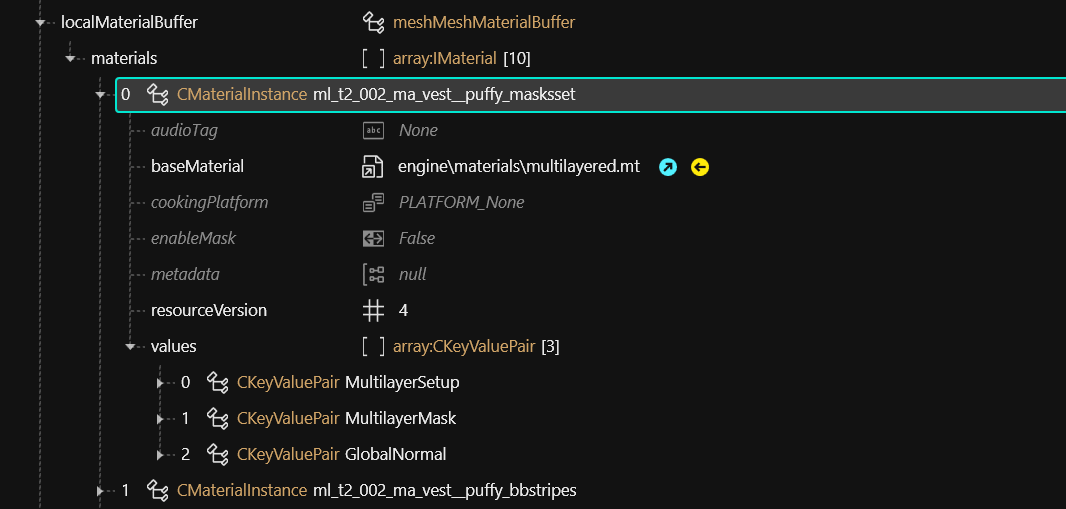 localMaterialBuffer meshMeshMaterialBuffer
materials [ ] array:IMaterial [10]
0 CMaterialInstance ml_t2_002_ma_vest__puffy_masksset
audioTag abc None
baseMaterial engine\materials\multilayered.mt
cookingPlatform PLATFORM_None
enableMask False
metadata null
resourceVersion 4
values [ ] array:CKeyValuePair [3]
0 CKeyValuePair MultilayerSetup
1 CKeyValuePair MultilayerMask
2 CKeyValuePair GlobalNormal
1 CMaterialInstance ml_t2_002_ma_vest__puffy_bbstripes